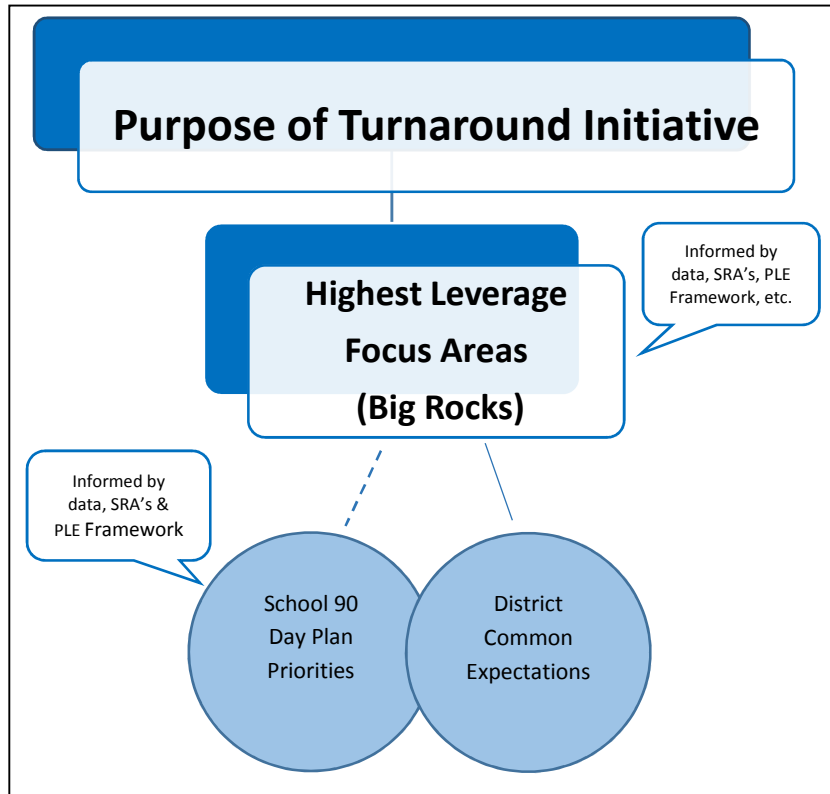 Purpose of Turnaround Initiative
Highest Leverage
Focus Areas
(Big Rocks)
Informed by
data, SRA's, PLE
Framework, etc.
Informed by
data, SRA's &
PLE Framework
School 90
Day Plan
Priorities
District
Common
Expectations